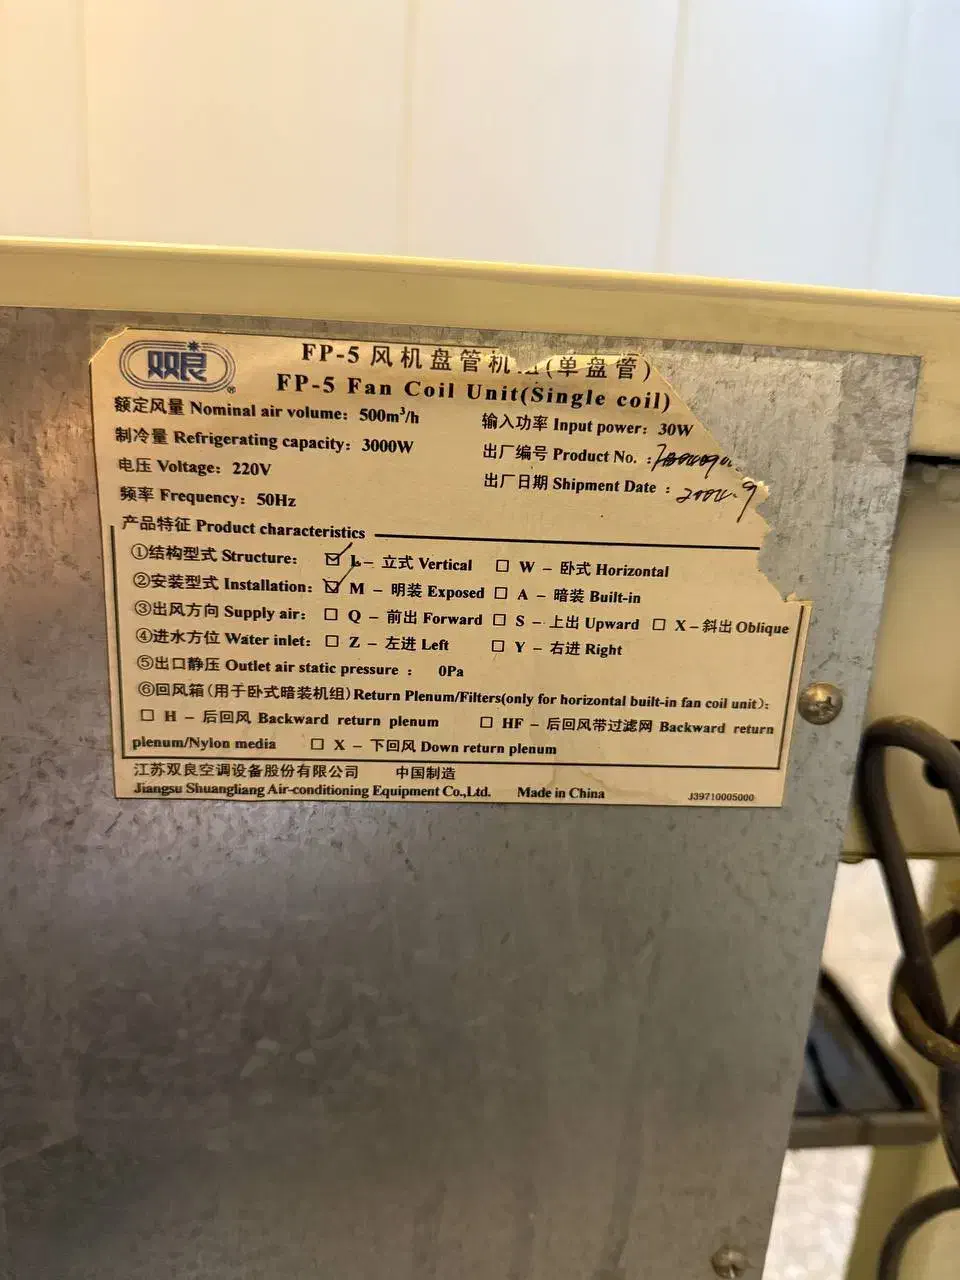 双良 ®
FP-5 风机盘管机组(单盘管)
FP-5 Fan Coil Unit(Single coil)
额定风量 Nominal air volume: 500m³/h
输入功率 Input power: 30W
制冷量 Refrigerating capacity: 3000W
出厂编号 Product No. :
电压 Voltage: 220V
出厂日期 Shipment Date : 2004.9
频率 Frequency: 50Hz
产品特征 Product characteristics
①结构型式 Structure: ☑ L - 立式 Vertical □ W - 卧式 Horizontal
②安装型式 Installation: ☑ M - 明装 Exposed □ A - 暗装 Built-in
③出风方向 Supply air: □ Q - 前出 Forward □ S - 上出 Upward □ X - 斜出 Oblique
④进水方位 Water inlet: □ Z - 左进 Left □ Y - 右进 Right
⑤出口静压 Outlet air static pressure : 0Pa
⑥回风箱(用于卧式暗装机组) Return Plenum/Filters(only for horizontal built-in fan coil unit):
□ H - 后回风 Backward return plenum □ HF - 后回风带过滤网 Backward return
plenum/Nylon media □ X - 下回风 Down return plenum
江苏双良空调设备股份有限公司 中国制造
Jiangsu Shuangliang Air-conditioning Equipment Co.,Ltd. Made in China
J39710005000